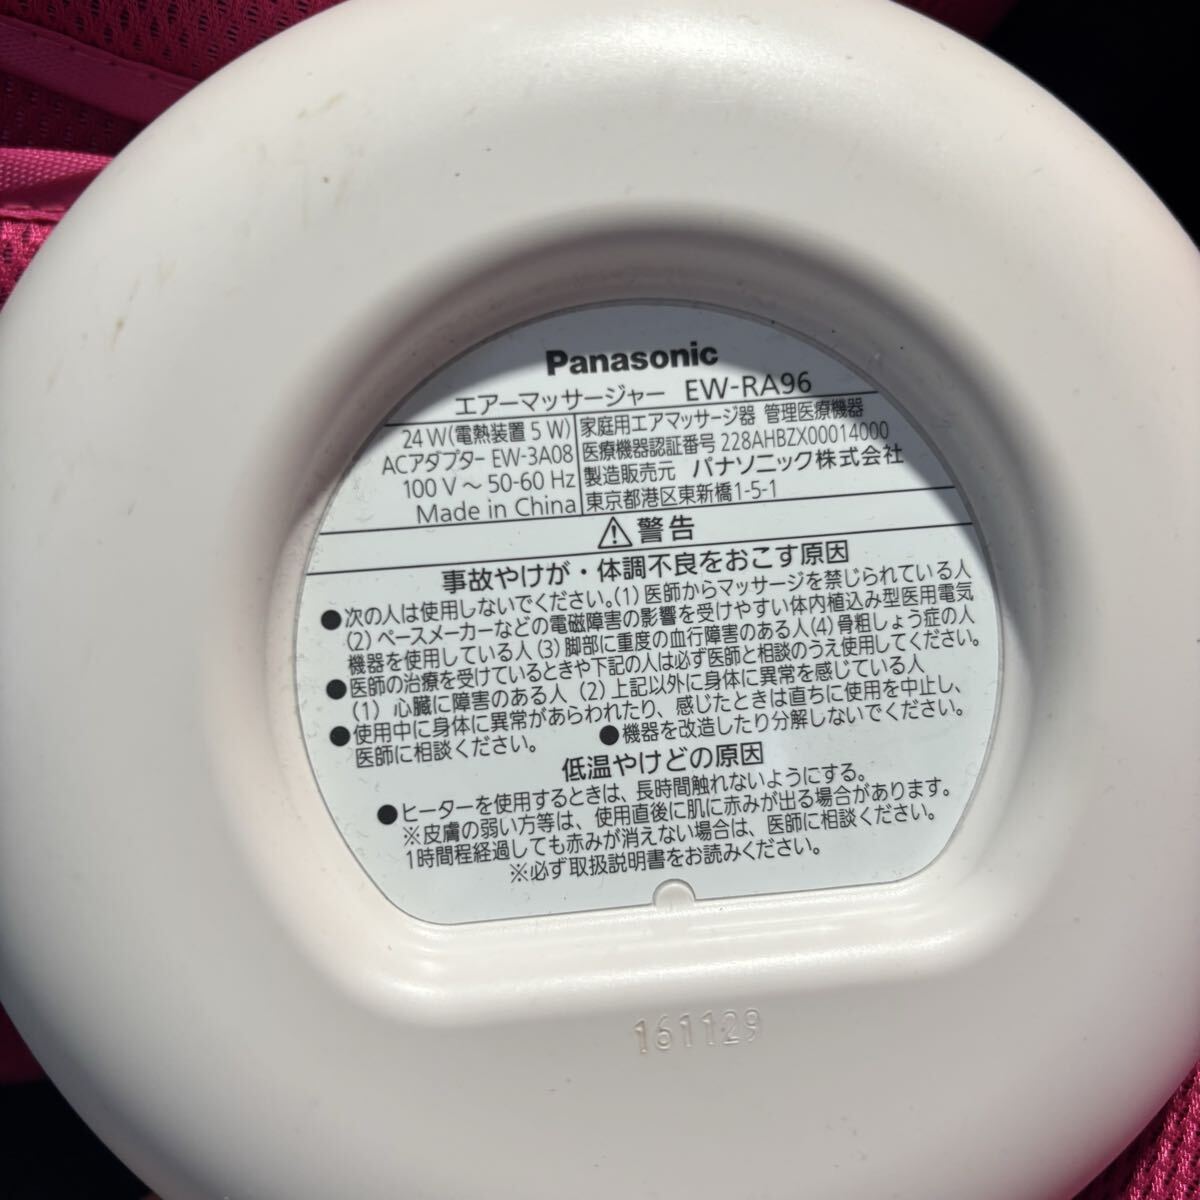 Panasonic
エアーマッサージャー EW-RA96
24 W(電熱装置 5 W)
ACアダプター EW-3A08
100 V ～ 50-60 Hz
Made in China
家庭用エアマッサージ器 管理医療機器
医療機器認証番号 228AHBZX00014000
製造販売元 パナソニック株式会社
東京都港区東新橋1-5-1
⚠警告
事故やけが・体調不良をおこす原因
●次の人は使用しないでください。(1) 医師からマッサージを禁じられている人
(2) ペースメーカーなどの電磁障害の影響を受けやすい体内植込み型医用電気
機器を使用している人 (3) 脚部に重度の血行障害のある人 (4) 骨粗しょう症の人
●医師の治療を受けているときや下記の人は必ず医師と相談のうえ使用してください。
(1) 心臓に障害のある人 (2) 上記以外に身体に異常を感じている人
●使用中に身体に異常があらわれたり、感じたときは直ちに使用を中止し、
医師に相談ください。 ●機器を改造したり分解しないでください。
低温やけどの原因
●ヒーターを使用するときは、長時間触れないようにする。
※皮膚の弱い方等は、使用直後に肌に赤みが出る場合があります。
1時間程経過しても赤みが消えない場合は、医師に相談ください。
※必ず取扱説明書をお読みください。
161129